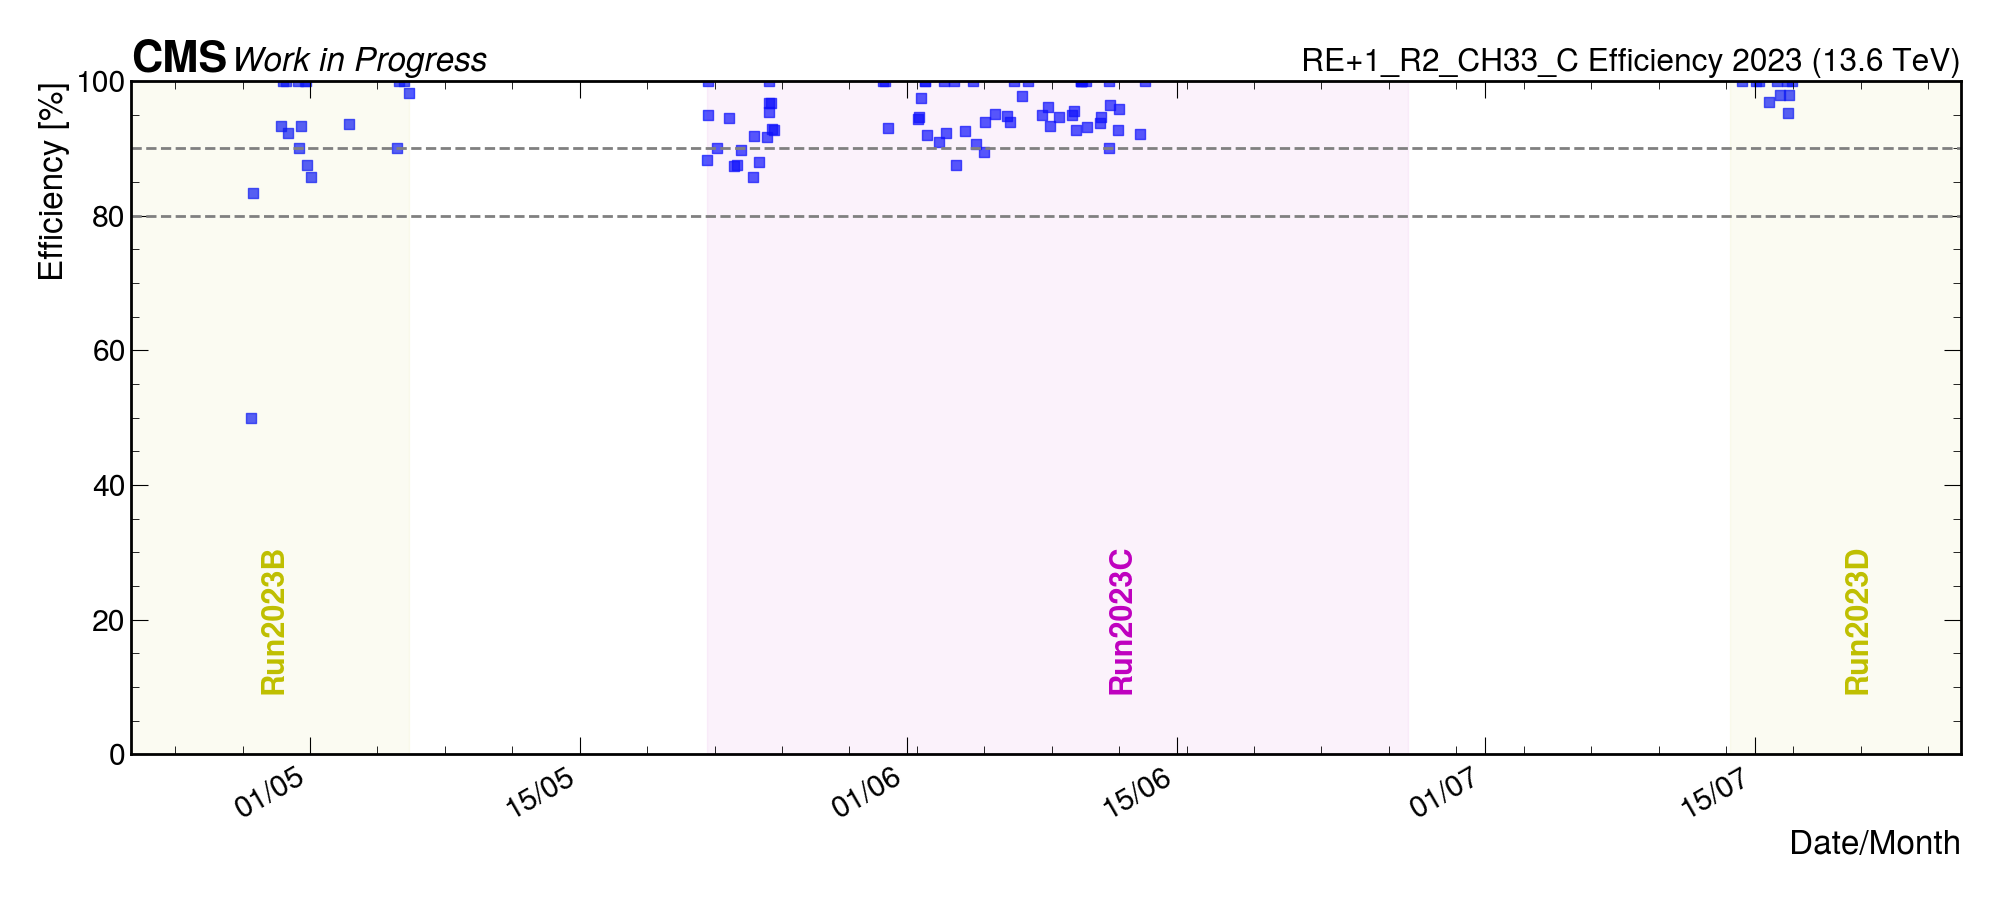 CMS Work in Progress
RE+1_R2_CH33_C Efficiency 2023 (13.6 TeV)
Efficiency [%]
100
80
60
40
20
0
Run2023B
Run2023C
Run2023D
01/05
15/05
01/06
15/06
01/07
15/07
Date/Month